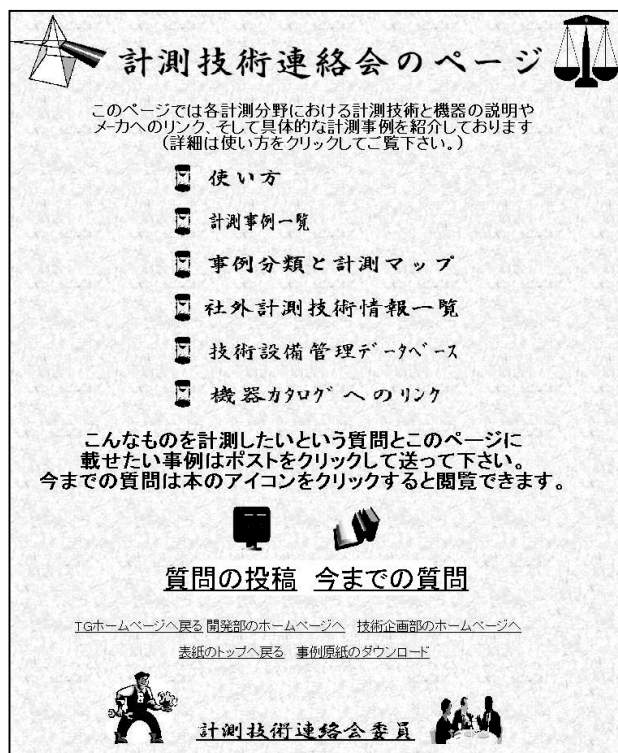 計測技術連絡会のページ
このページでは各計測分野における計測技術と機器の説明や
メーカへのリンク、そして具体的な計測事例を紹介しております
（詳細は使い方をクリックしてご覧下さい。）
使い方
計測事例一覧
事例分類と計測マップ
社外計測技術情報一覧
技術設備管理ﾃﾞｰﾀﾍﾞｰｽ
機器ｶﾀﾛｸﾞへのﾘﾝｸ
こんなものを計測したいという質問とこのページに
載せたい事例はポストをクリックして送って下さい。
今までの質問は本のアイコンをクリックすると閲覧できます。
質問の投稿 今までの質問
TGホームページへ戻る 開発部のホームページへ 技術企画部のホームページへ
表紙のトップへ戻る 事例原紙のダウンロード
計測技術連絡会委員